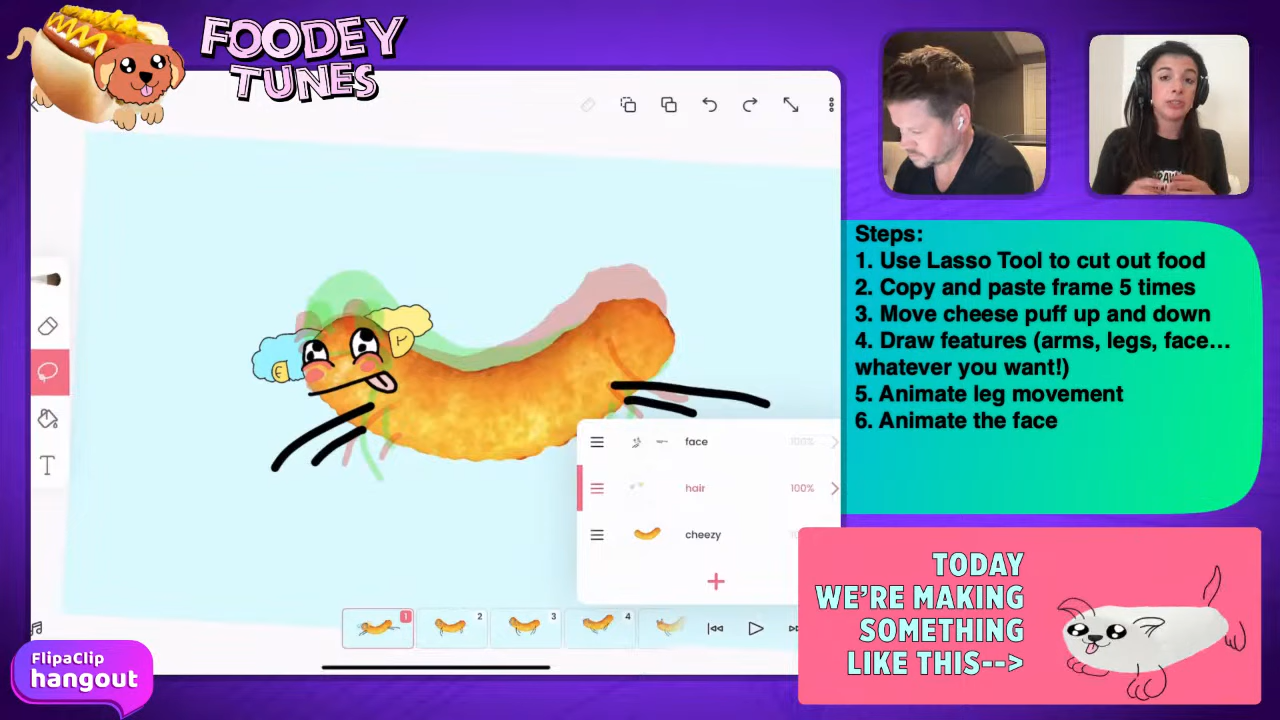 FOODEY
TUNES
Steps:
1. Use Lasso Tool to cut out food
2. Copy and paste frame 5 times
3. Move cheese puff up and down
4. Draw features (arms, legs, face...
whatever you want!)
5. Animate leg movement
6. Animate the face
T
face 100%
hair 100%
cheezy
1 2 3 4
TODAY
WE'RE MAKING
SOMETHING
LIKE THIS-->
FlipaClip
hangout